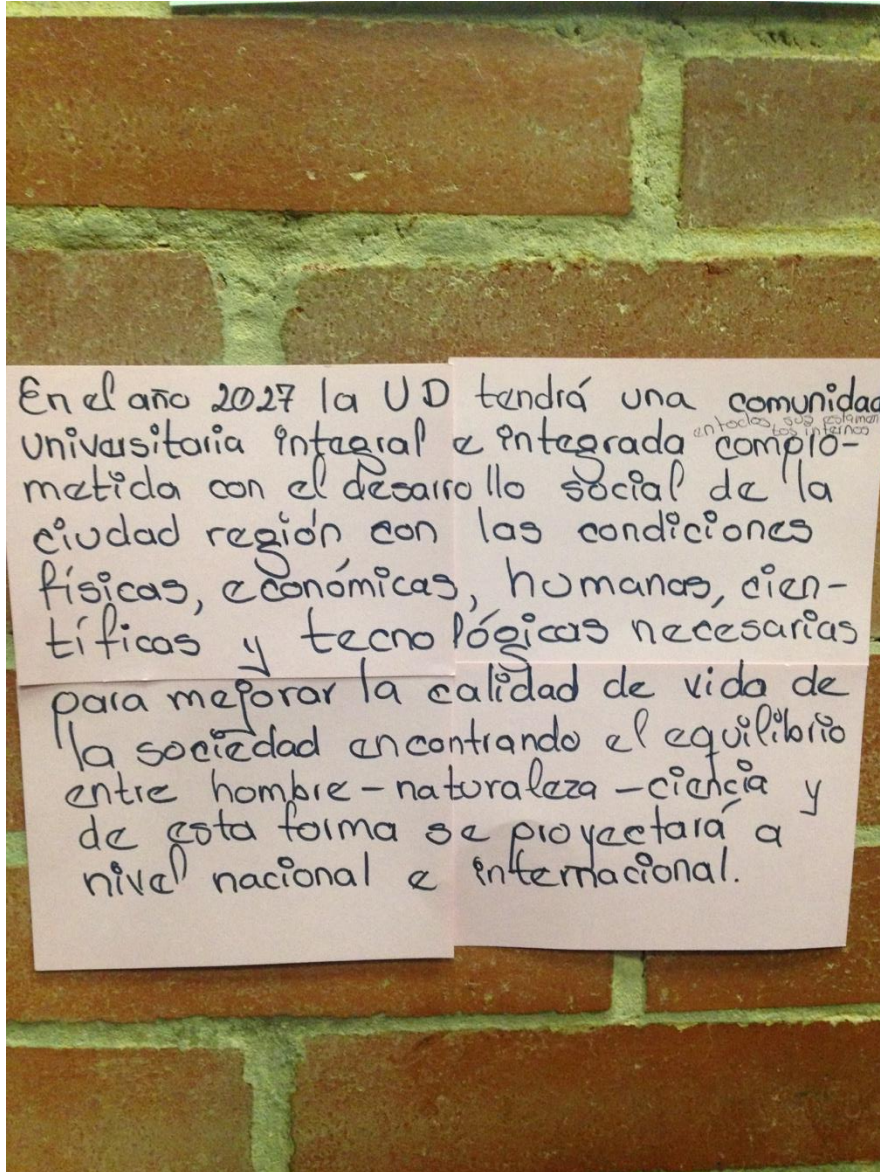 En el año 2027 la UD tendrá una comunidad
universitaria integral e integrada
en todos sus estamen
tos internos
compro-
metida con el desarrollo social de la
ciudad región con las condiciones
físicas, económicas, humanas, cien-
tíficas y tecnológicas necesarias
para mejorar la calidad de vida de
la sociedad encontrando el equilibrio
entre hombre - naturaleza - ciencia y
de esta forma se proyectará a
nivel nacional e internacional.